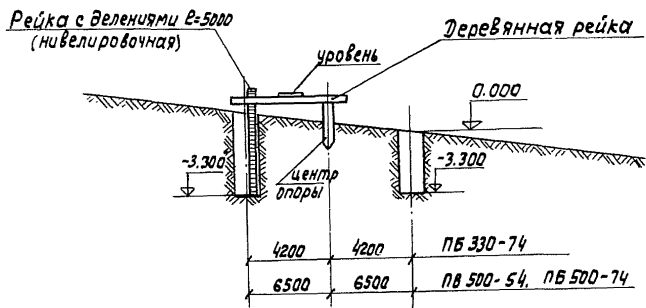 Рейка с делениями ℓ=5000
(нивелировочная)
уровень
Деревянная рейка
0.000
-3.300
центр
опоры
-3.300
4200 4200 ПБ 330-74
6500 6500 ПВ 500-54, ПБ 500-74